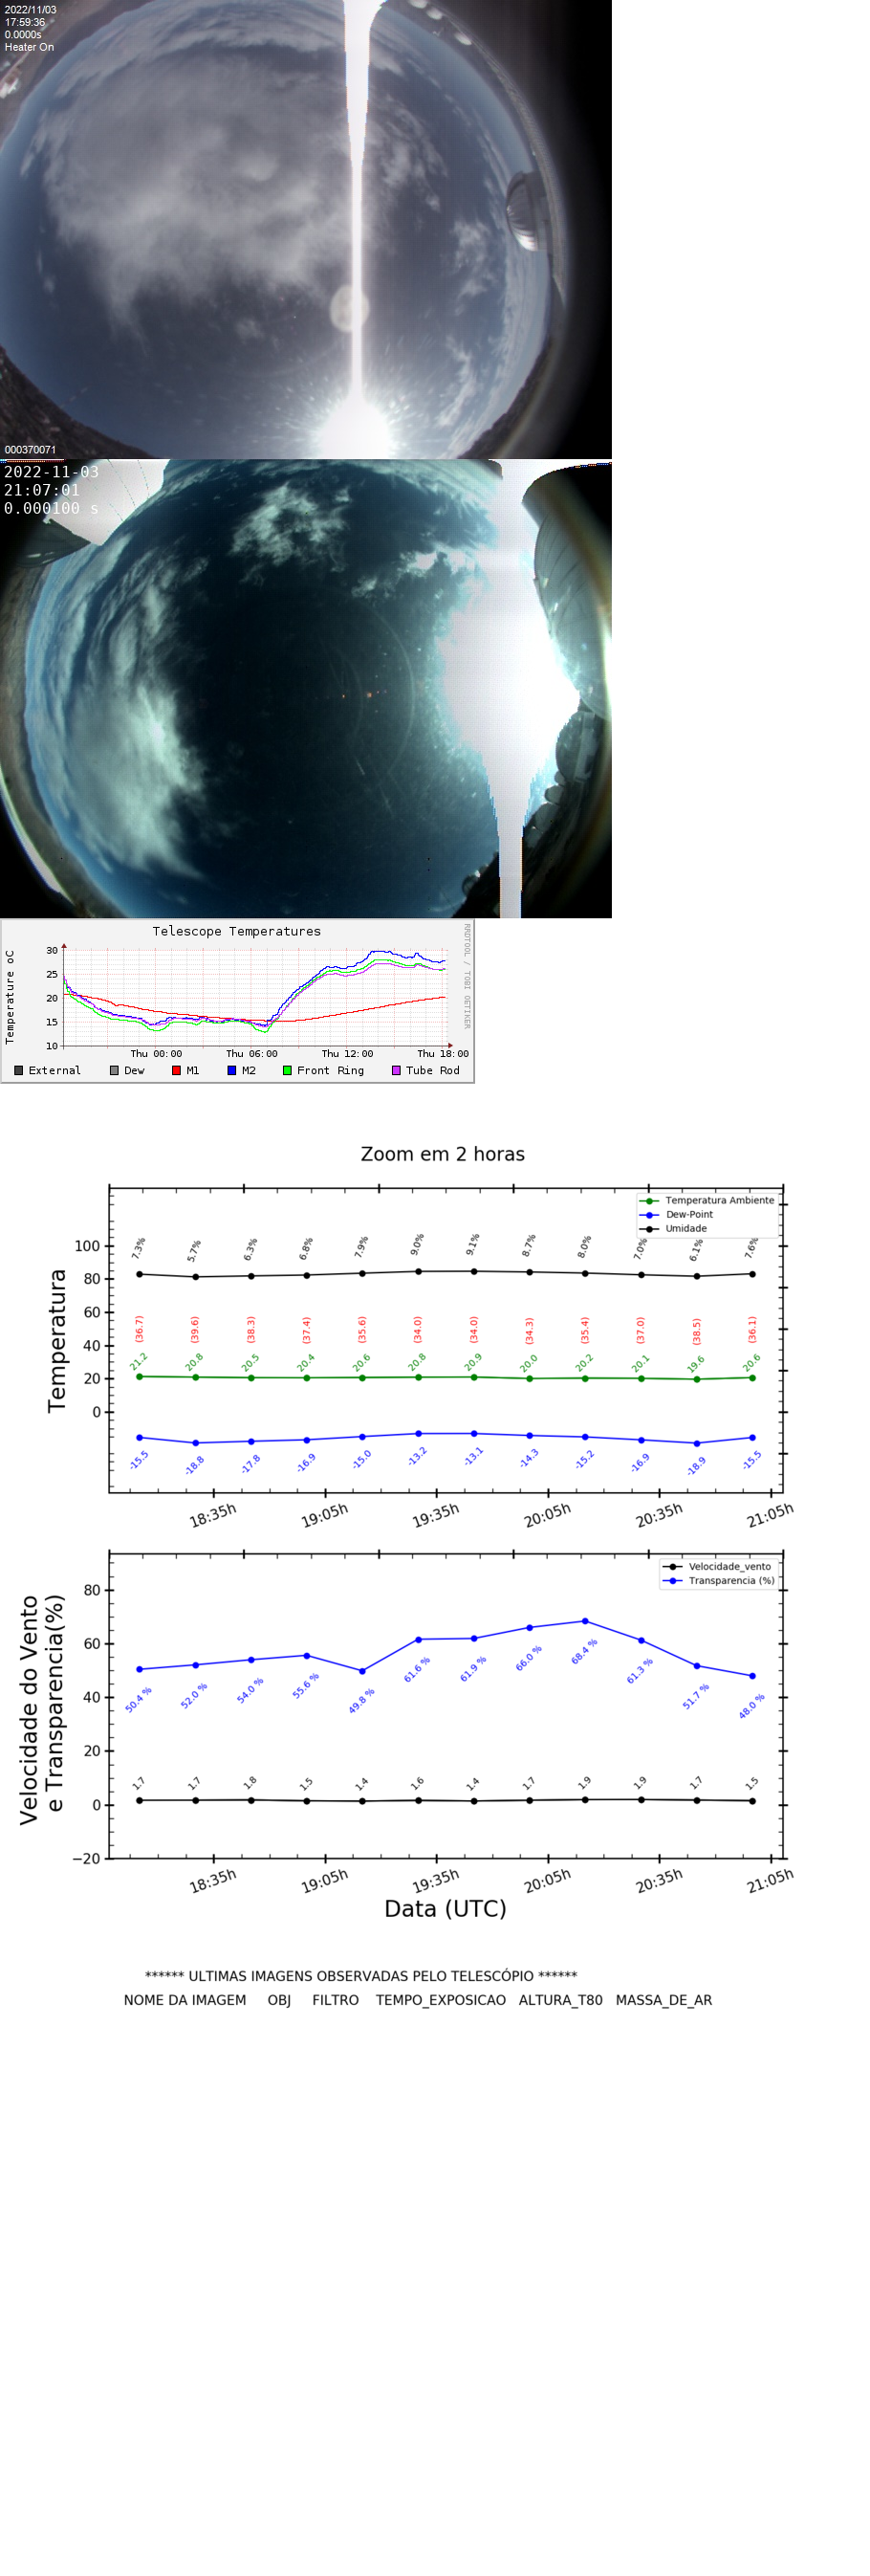 2022/11/03
17:59:36
0.0000s
Heater On
000370071
2022-11-03
21:07:01
0.000100 s
Telescope Temperatures
RRDTOOL / TOBI OETIKER
Temperature oC
30
25
20
15
10
Thu 00:00 Thu 06:00 Thu 12:00 Thu 18:00
External Dew M1 M2 Front Ring Tube Rod
Zoom em 2 horas
Temperatura Ambiente
Dew-Point
Umidade
Temperatura
100
80
60
40
20
0
7.3% 5.7% 6.3% 6.8% 7.9% 9.0% 9.1% 8.7% 8.0% 7.0% 6.1% 7.6%
(36.7) (39.6) (38.3) (37.4) (35.6) (34.0) (34.0) (34.3) (35.4) (37.0) (38.5) (36.1)
21.2 20.8 20.5 20.4 20.6 20.8 20.9 20.0 20.2 20.1 19.6 20.6
-15.5 -18.8 -17.8 -16.9 -15.0 -13.2 -13.1 -14.3 -15.2 -16.9 -18.9 -15.5
18:35h 19:05h 19:35h 20:05h 20:35h 21:05h
Velocidade_vento
Transparencia (%)
Velocidade do Vento
e Transparencia(%)
80
60
40
20
0
−20
50.4 % 52.0 % 54.0 % 55.6 % 49.8 % 61.6 % 61.9 % 66.0 % 68.4 % 61.3 % 51.7 % 48.0 %
1.7 1.7 1.8 1.5 1.4 1.6 1.4 1.7 1.9 1.9 1.7 1.5
18:35h 19:05h 19:35h 20:05h 20:35h 21:05h
Data (UTC)
****** ULTIMAS IMAGENS OBSERVADAS PELO TELESCÓPIO ******
NOME DA IMAGEM OBJ FILTRO TEMPO_EXPOSICAO ALTURA_T80 MASSA_DE_AR